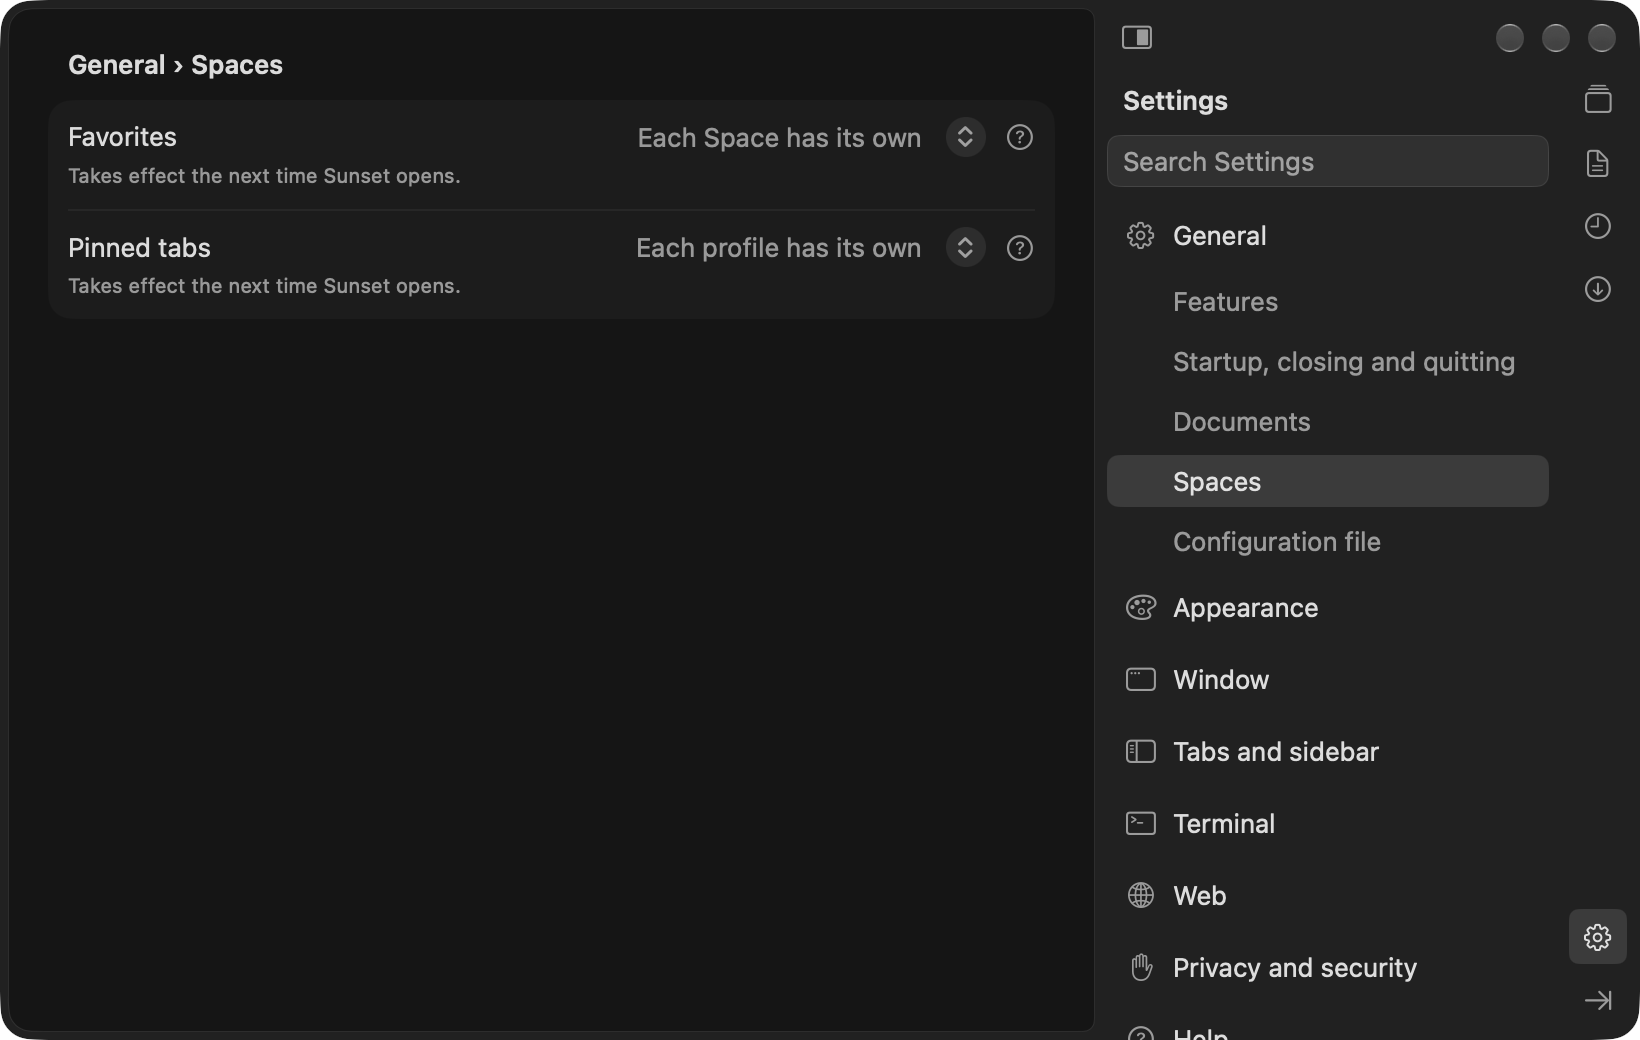 General › Spaces
Favorites
Each Space has its own
Takes effect the next time Sunset opens.
Pinned tabs
Each profile has its own
Takes effect the next time Sunset opens.
Settings
Search Settings
General
Features
Startup, closing and quitting
Documents
Spaces
Configuration file
Appearance
Window
Tabs and sidebar
Terminal
Web
Privacy and security
Help